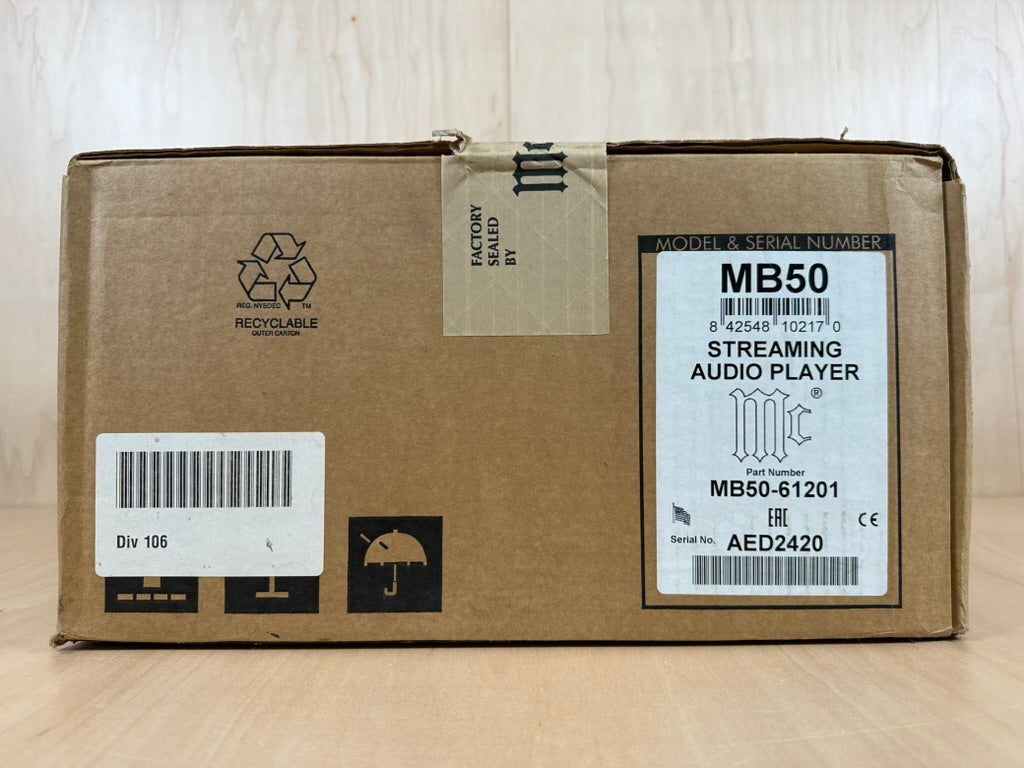 Mc
FACTORY
SEALED
BY
REG. NYSDEC TM
RECYCLABLE
OUTER CARTON
Div 106
MODEL & SERIAL NUMBER
MB50
8 42548 10217 0
STREAMING
AUDIO PLAYER
Mc®
Part Number
MB50-61201
EAC CE
Serial No. AED2420